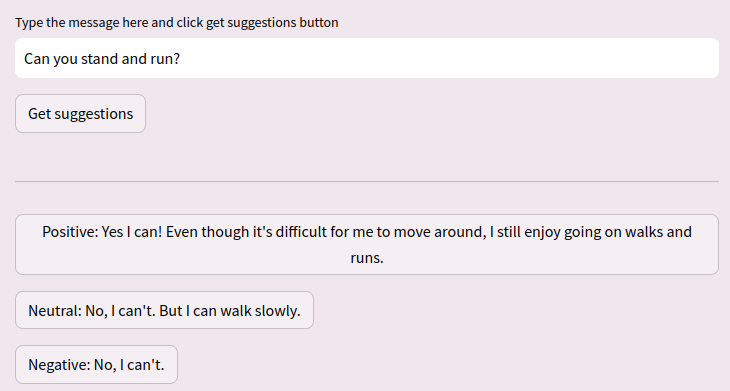 Type the message here and click get suggestions button
Can you stand and run?
Get suggestions
Positive: Yes I can! Even though it's difficult for me to move around, I still enjoy going on walks and
runs.
Neutral: No, I can't. But I can walk slowly.
Negative: No, I can't.